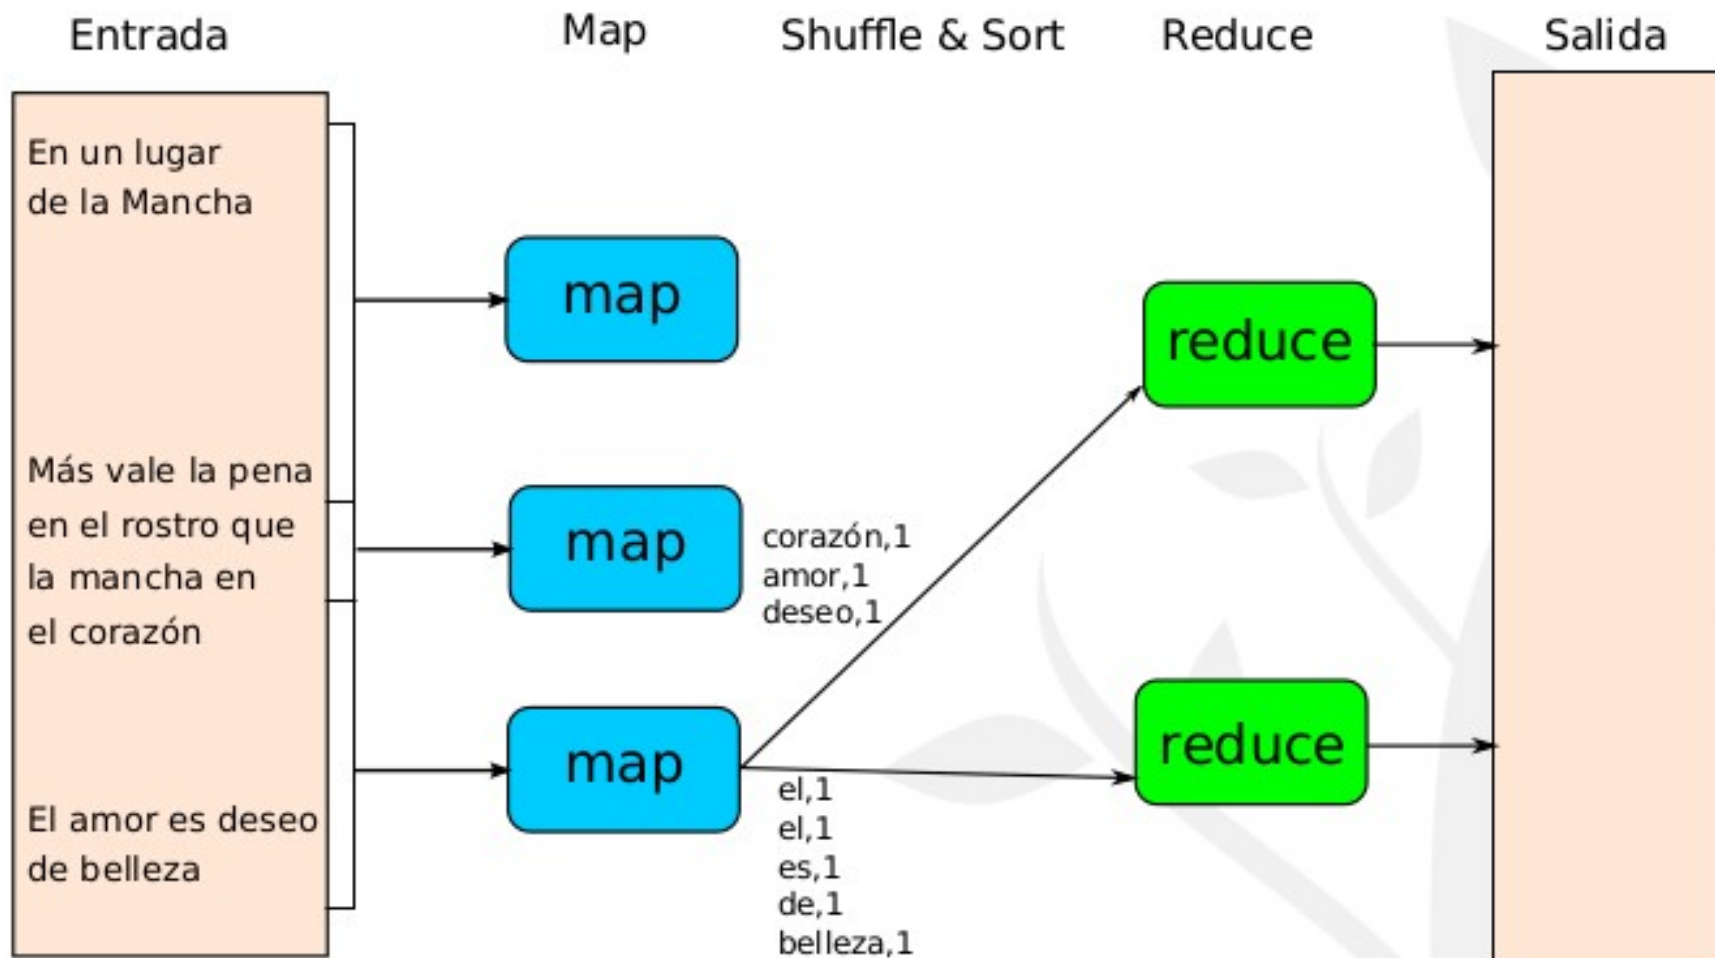 Entrada
Map
Shuffle & Sort
Reduce
Salida
En un lugar
de la Mancha
Más vale la pena
en el rostro que
la mancha en
el corazón
El amor es deseo
de belleza
map
map
map
corazón,1
amor,1
deseo,1
el,1
el,1
es,1
de,1
belleza,1
reduce
reduce